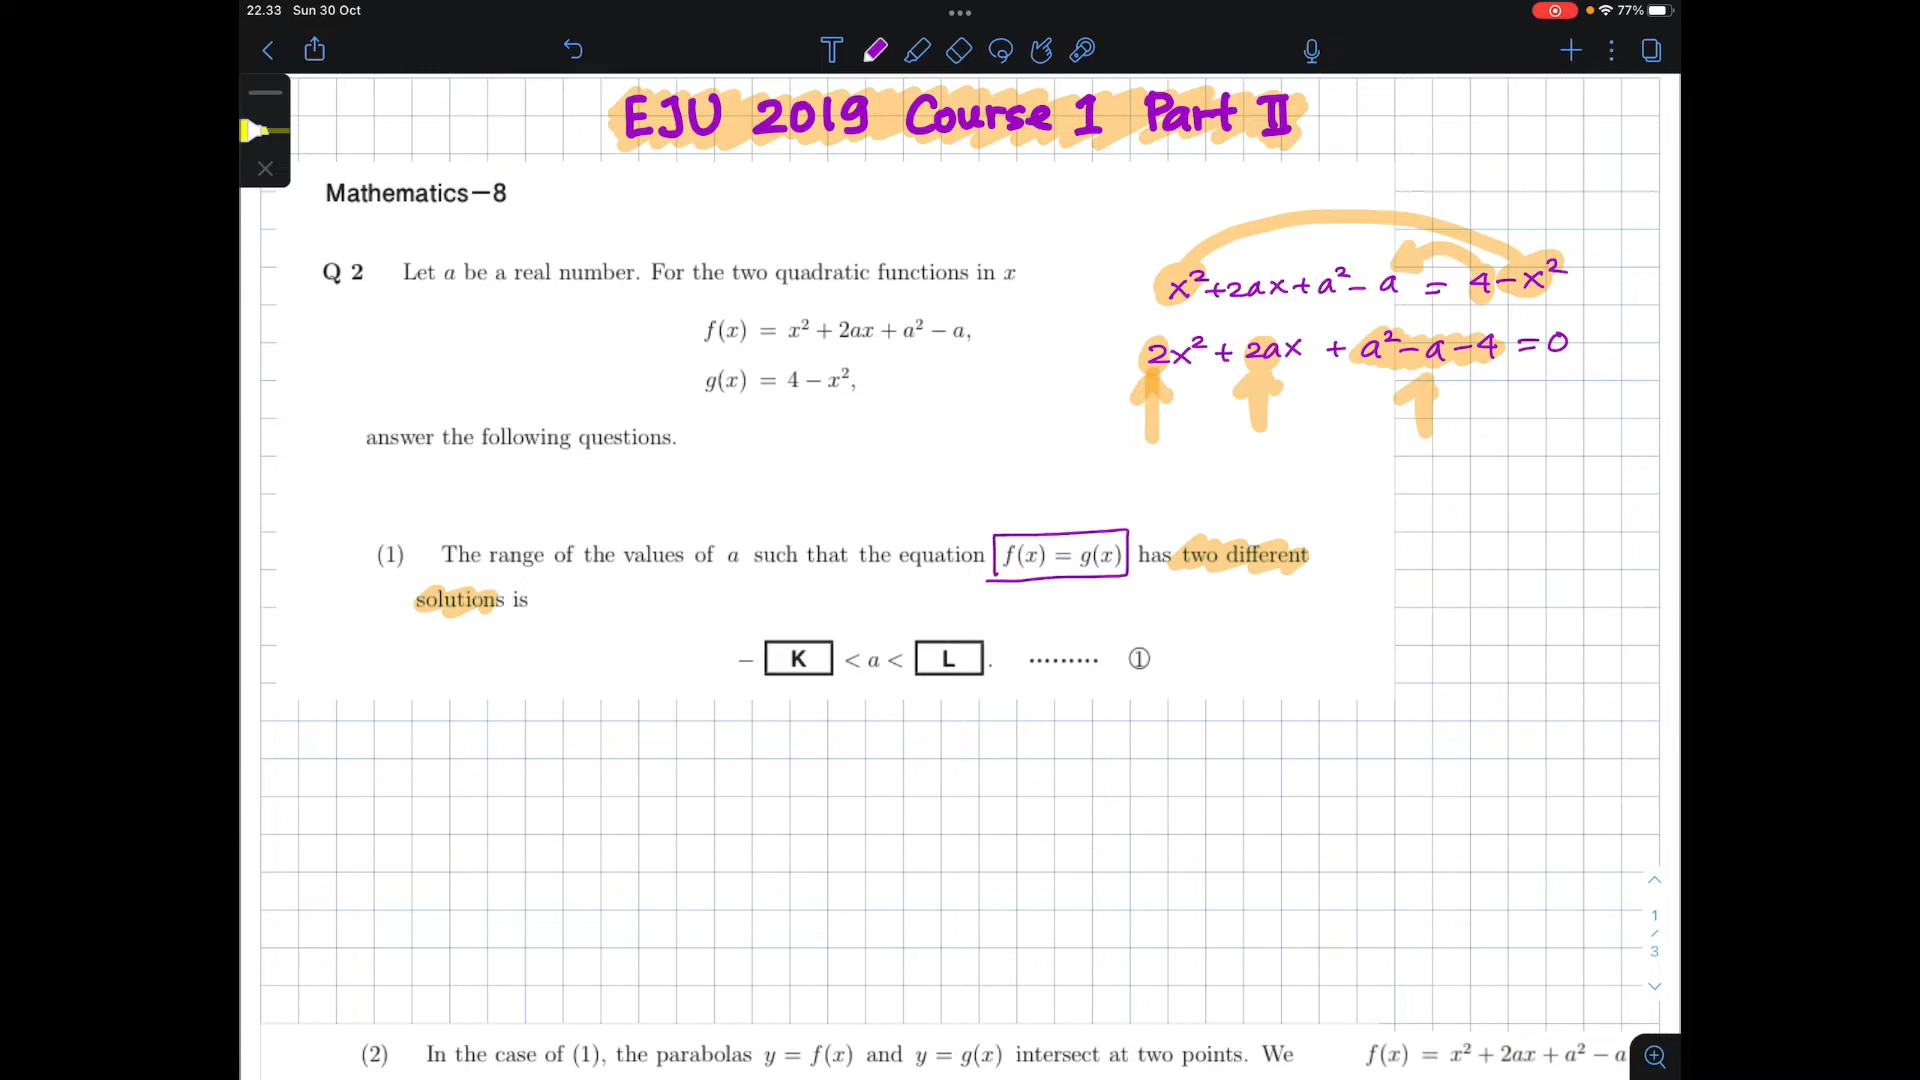 22.33 Sun 30 Oct
77%
EJU 2019 Course 1 Part II
Mathematics—8
Q 2 Let a be a real number. For the two quadratic functions in x
f(x) = x² + 2ax + a² − a,
g(x) = 4 − x²,
answer the following questions.
x²+2ax+a²-a = 4-x²
2x²+2ax + a²-a-4 =0
(1) The range of the values of a such that the equation f(x) = g(x) has two different
solutions is
− K < a < L . ········· ①
1
/
3
(2) In the case of (1), the parabolas y = f(x) and y = g(x) intersect at two points. We
f(x) = x² + 2ax + a² − a